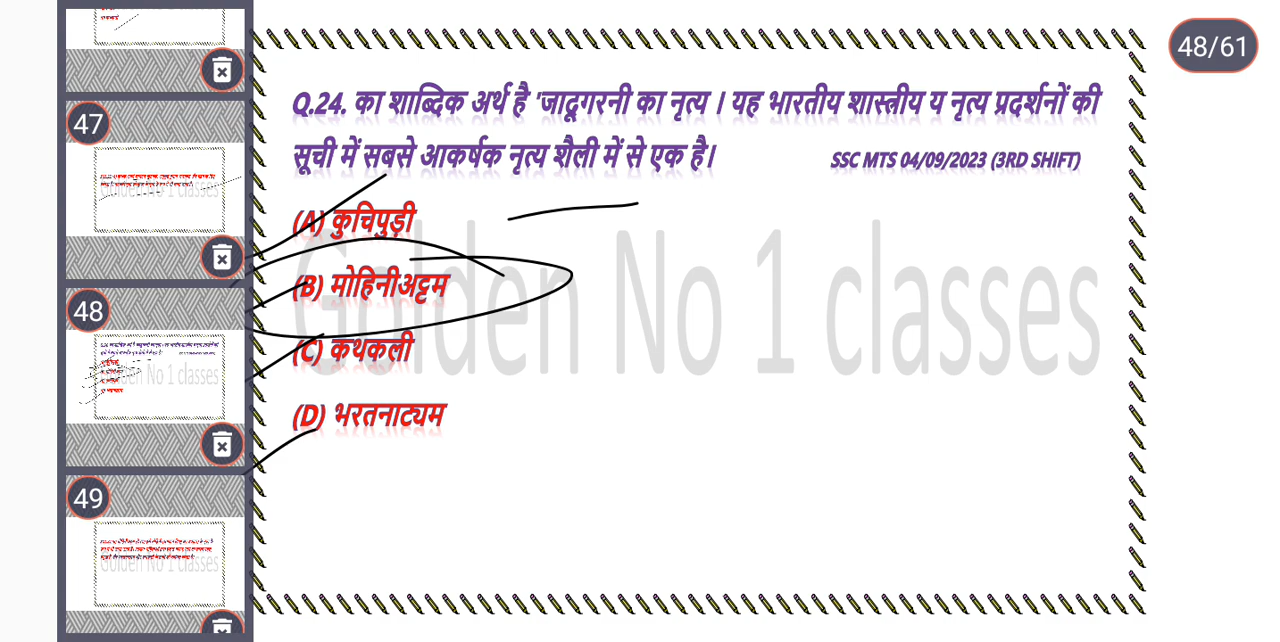 48/61
47
48
49
Q.24. का शाब्दिक अर्थ है 'जादूगरनी का नृत्य । यह भारतीय शास्त्रीय य नृत्य प्रदर्शनों की
सूची में सबसे आकर्षक नृत्य शैली में से एक है।
SSC MTS 04/09/2023 (3RD SHIFT)
(A) कुचिपुड़ी
(B) मोहिनीअट्टम
(C) कथकली
(D) भरतनाट्यम
Golden No 1 classes